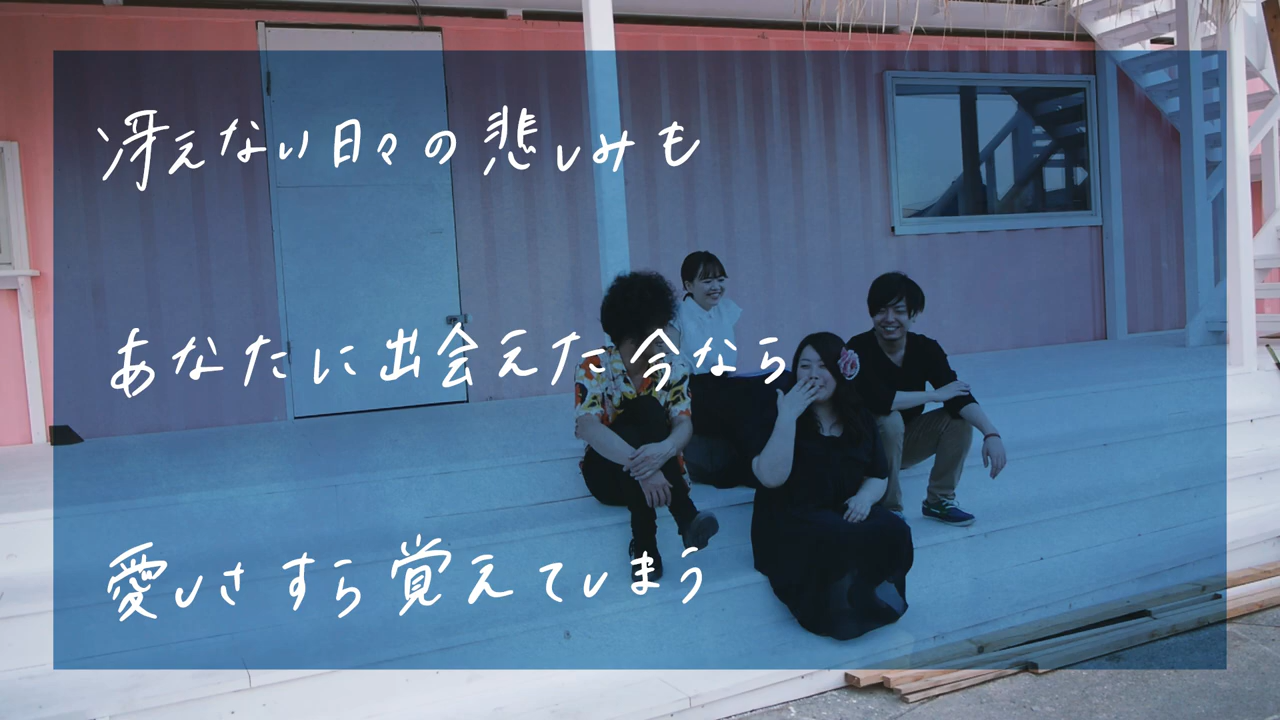 冴えない日々の悲しみも
あなたに出会えた今なら
愛しさすら覚えてしまう